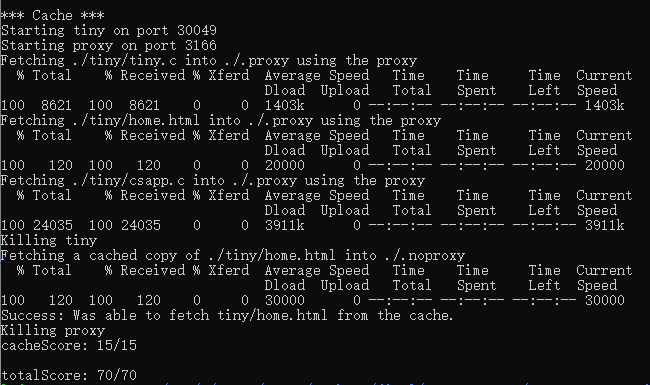 *** Cache ***
Starting tiny on port 30049
Starting proxy on port 3166
Fetching ./tiny/tiny.c into ./.proxy using the proxy
% Total % Received % Xferd Average Speed Time Time Time Current
Dload Upload Total Spent Left Speed
100 8621 100 8621 0 0 1403k 0 --:--:-- --:--:-- --:--:-- 1403k
Fetching ./tiny/home.html into ./.proxy using the proxy
% Total % Received % Xferd Average Speed Time Time Time Current
Dload Upload Total Spent Left Speed
100 120 100 120 0 0 20000 0 --:--:-- --:--:-- --:--:-- 20000
Fetching ./tiny/csapp.c into ./.proxy using the proxy
% Total % Received % Xferd Average Speed Time Time Time Current
Dload Upload Total Spent Left Speed
100 24035 100 24035 0 0 3911k 0 --:--:-- --:--:-- --:--:-- 3911k
Killing tiny
Fetching a cached copy of ./tiny/home.html into ./.noproxy
% Total % Received % Xferd Average Speed Time Time Time Current
Dload Upload Total Spent Left Speed
100 120 100 120 0 0 30000 0 --:--:-- --:--:-- --:--:-- 30000
Success: Was able to fetch tiny/home.html from the cache.
Killing proxy
cacheScore: 15/15
totalScore: 70/70